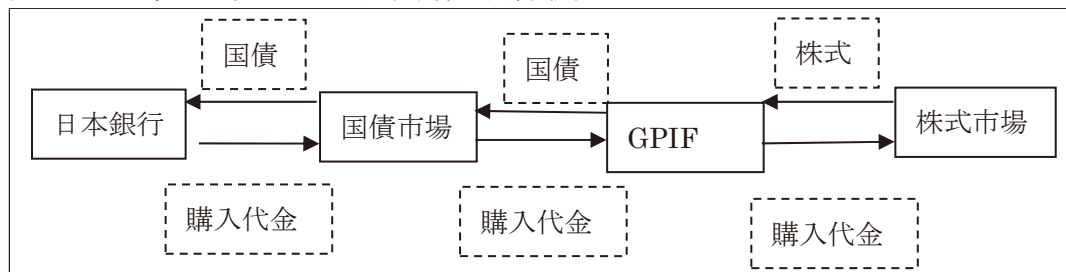 国債
国債
株式
日本銀行
国債市場
GPIF
株式市場
購入代金
購入代金
購入代金